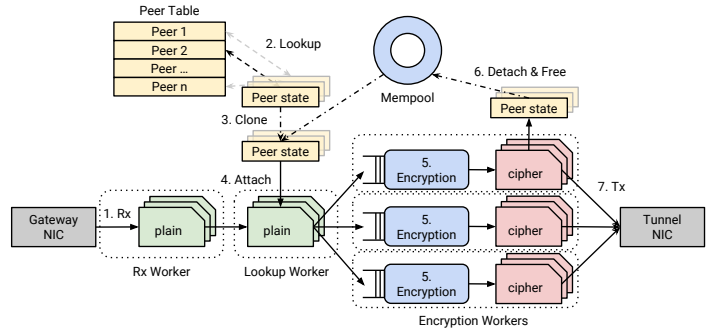 Peer Table
Peer 1
Peer 2
Peer ...
Peer n
2. Lookup
Peer state
3. Clone
Peer state
4. Attach
Mempool
6. Detach & Free
Peer state
Gateway
NIC
1. Rx
plain
Rx Worker
plain
Lookup Worker
5.
Encryption
cipher
5.
Encryption
cipher
5.
Encryption
cipher
Encryption Workers
7. Tx
Tunnel
NIC